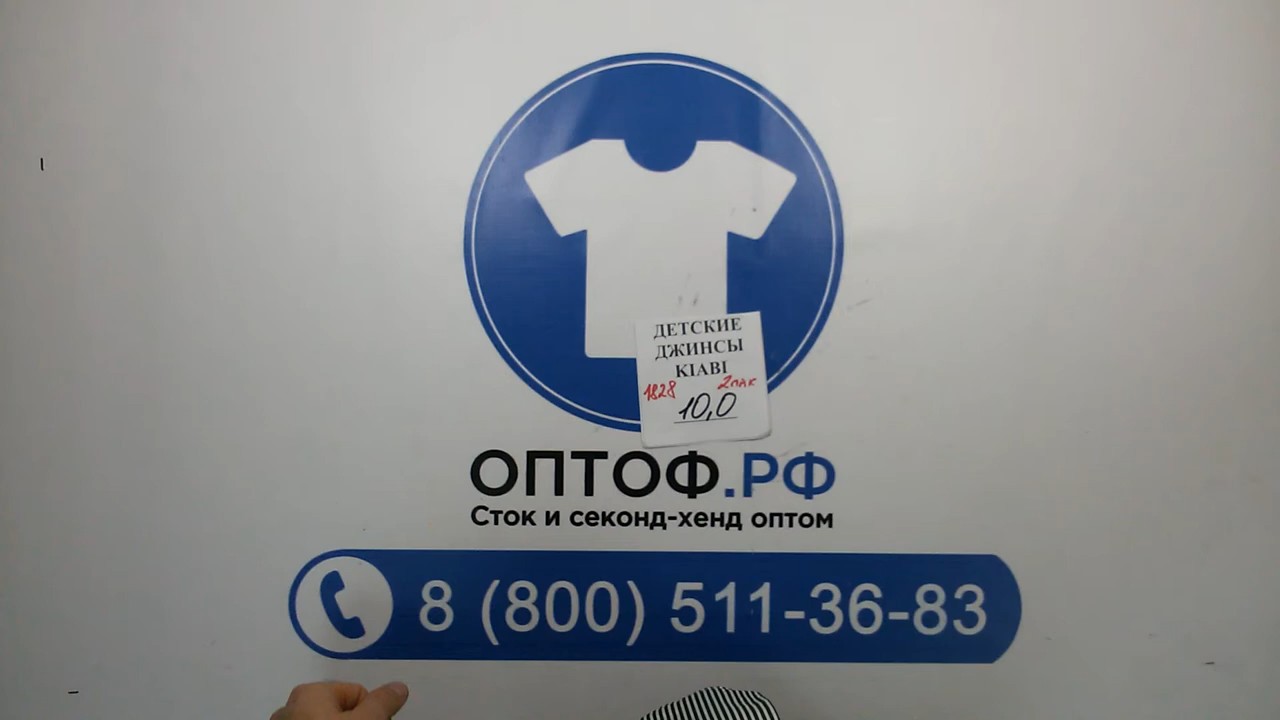 ДЕТСКИЕ
ДЖИНСЫ
KIABI
1828 2пак
10,0
ОПТОФ.РФ
Сток и секонд-хенд оптом
8 (800) 511-36-83